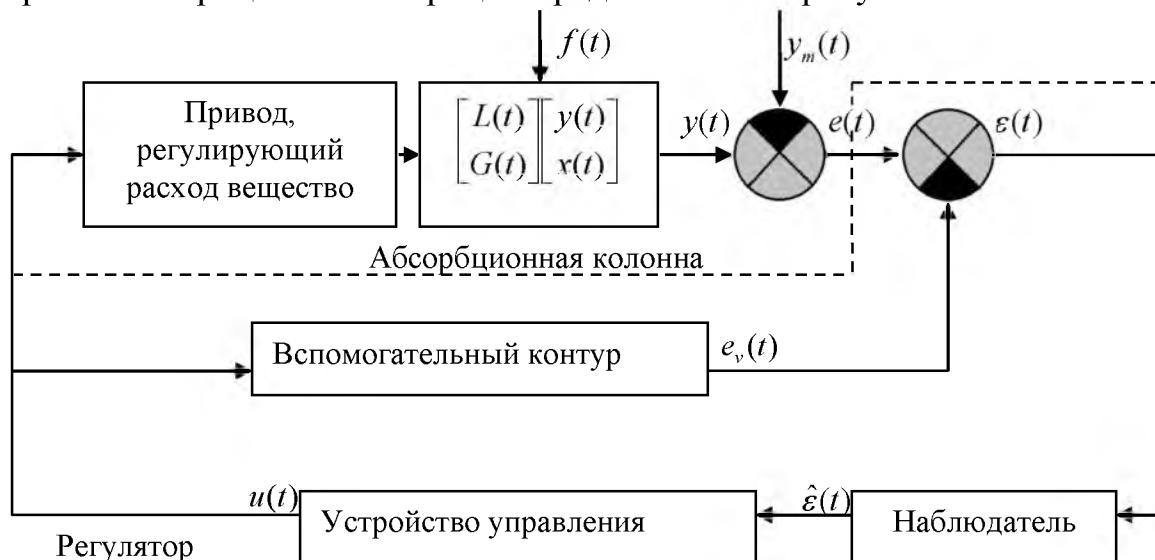 f(t)
y_m(t)
Привод,
регулирующий
расход вещество
[L(t)] [y(t)]
[G(t)] [x(t)]
y(t)
e(t)
ε(t)
Абсорбционная колонна
Вспомогательный контур
e_v(t)
u(t)
Устройство управления
ε̂(t)
Наблюдатель
Регулятор